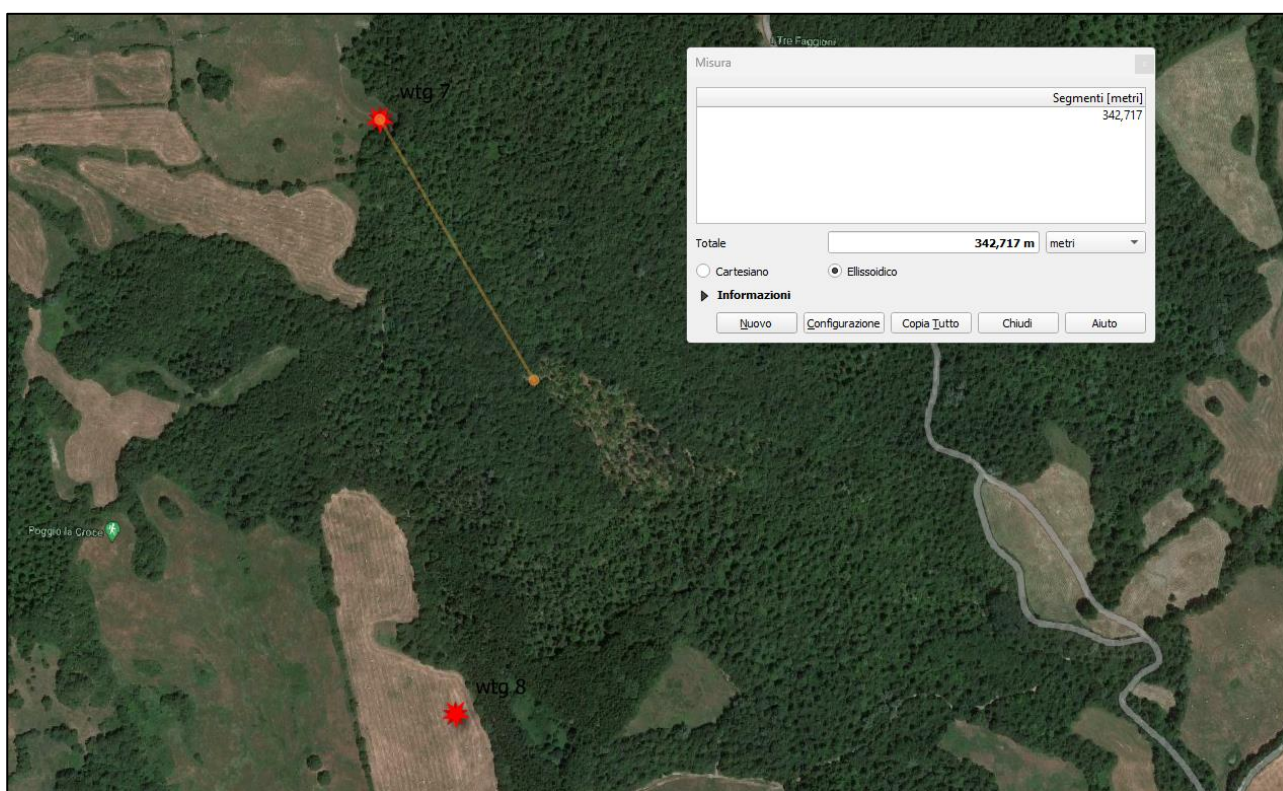 Tre Faggioni
wtg 7
Misura
Segmenti [metri]
342,717
Totale
342,717 m
metri
Cartesiano
Ellissoidico
Informazioni
Nuovo
Configurazione
Copia Tutto
Chiudi
Aiuto
Poggio la Croce
wtg 8